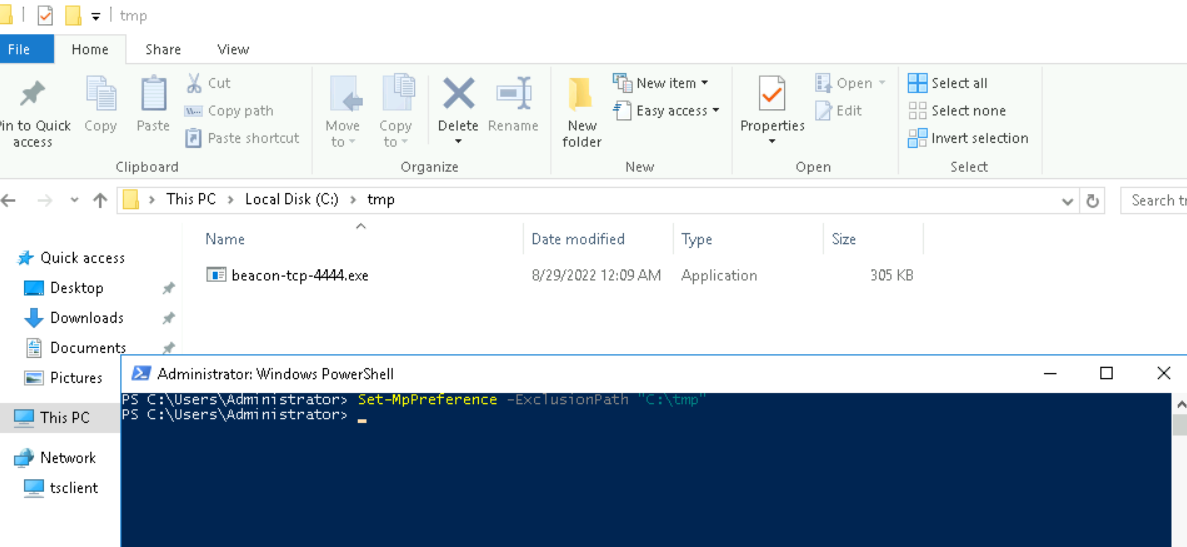 tmp
File Home Share View
Pin to Quick access
Copy
Paste
Cut
Copy path
Paste shortcut
Clipboard
Move to
Copy to
Delete
Rename
Organize
New folder
New item
Easy access
New
Properties
Open
Edit
Open
Select all
Select none
Invert selection
Select
This PC > Local Disk (C:) > tmp
Search
Name Date modified Type Size
beacon-tcp-4444.exe 8/29/2022 12:09 AM Application 305 KB
Quick access
Desktop
Downloads
Documents
Pictures
This PC
Network
tsclient
Administrator: Windows PowerShell
PS C:\Users\Administrator> Set-MpPreference -ExclusionPath "C:\tmp"
PS C:\Users\Administrator> _